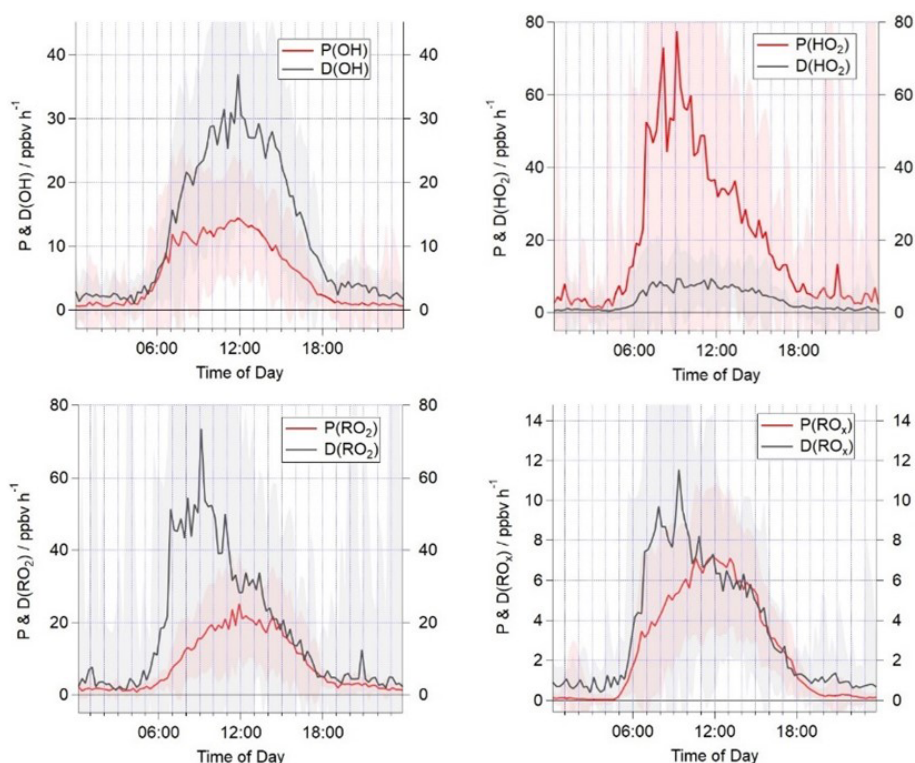 P(OH)
D(OH)
P & D(OH) / ppbv h⁻¹
40
30
20
10
0
40
30
20
10
0
06:00 12:00 18:00
Time of Day
P(HO₂)
D(HO₂)
P & D(HO₂) / ppbv h⁻¹
80
60
40
20
0
80
60
40
20
0
06:00 12:00 18:00
Time of Day
P(RO₂)
D(RO₂)
P & D(RO₂) / ppbv h⁻¹
80
60
40
20
0
80
60
40
20
0
06:00 12:00 18:00
Time of Day
P(ROₓ)
D(ROₓ)
P & D(ROₓ) / ppbv h⁻¹
14
12
10
8
6
4
2
0
14
12
10
8
6
4
2
0
06:00 12:00 18:00
Time of Day